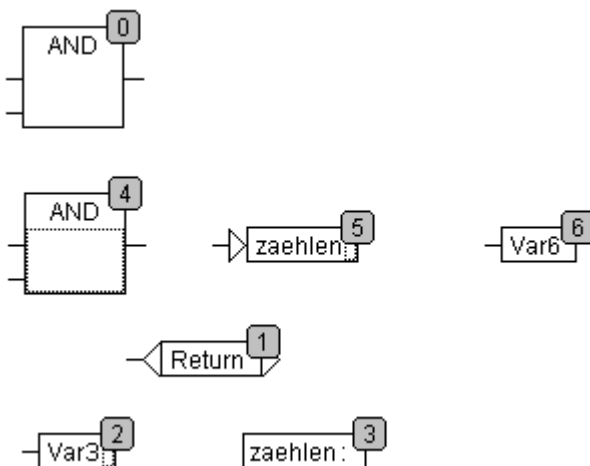 0
AND
4
AND
5
zaehlen
6
Var6
1
Return
2
Var3
3
zaehlen :